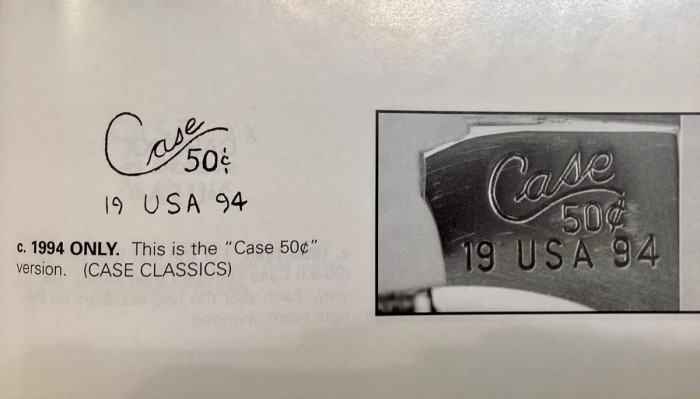 Case
50¢
19 USA 94
c. 1994 ONLY. This is the “Case 50¢”
version. (CASE CLASSICS)
Case
50¢
19 USA 94